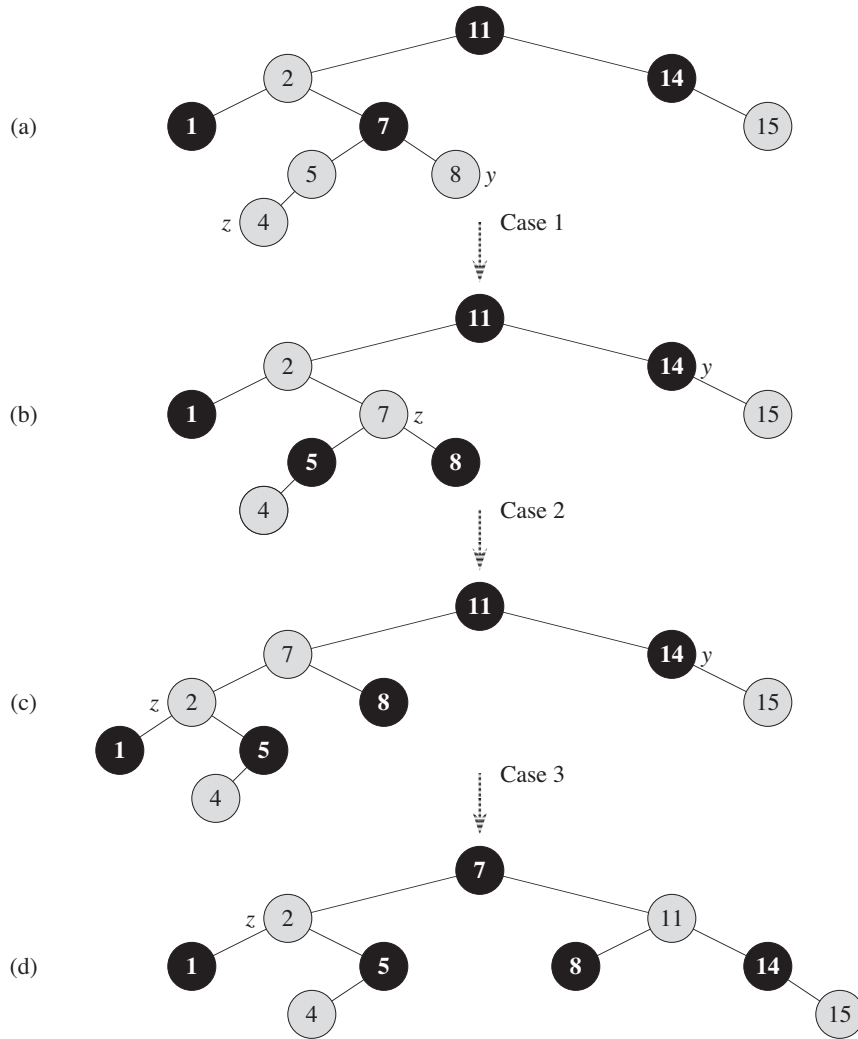 11
2 14
(a) 1 7 15
5 8 y
z 4 Case 1
11
2 14 y
(b) 1 7 z 15
5 8
4 Case 2
11
7 14 y
(c) z 2 8 15
1 5
4 Case 3
7
z 2 11
(d) 1 5 8 14
4 15